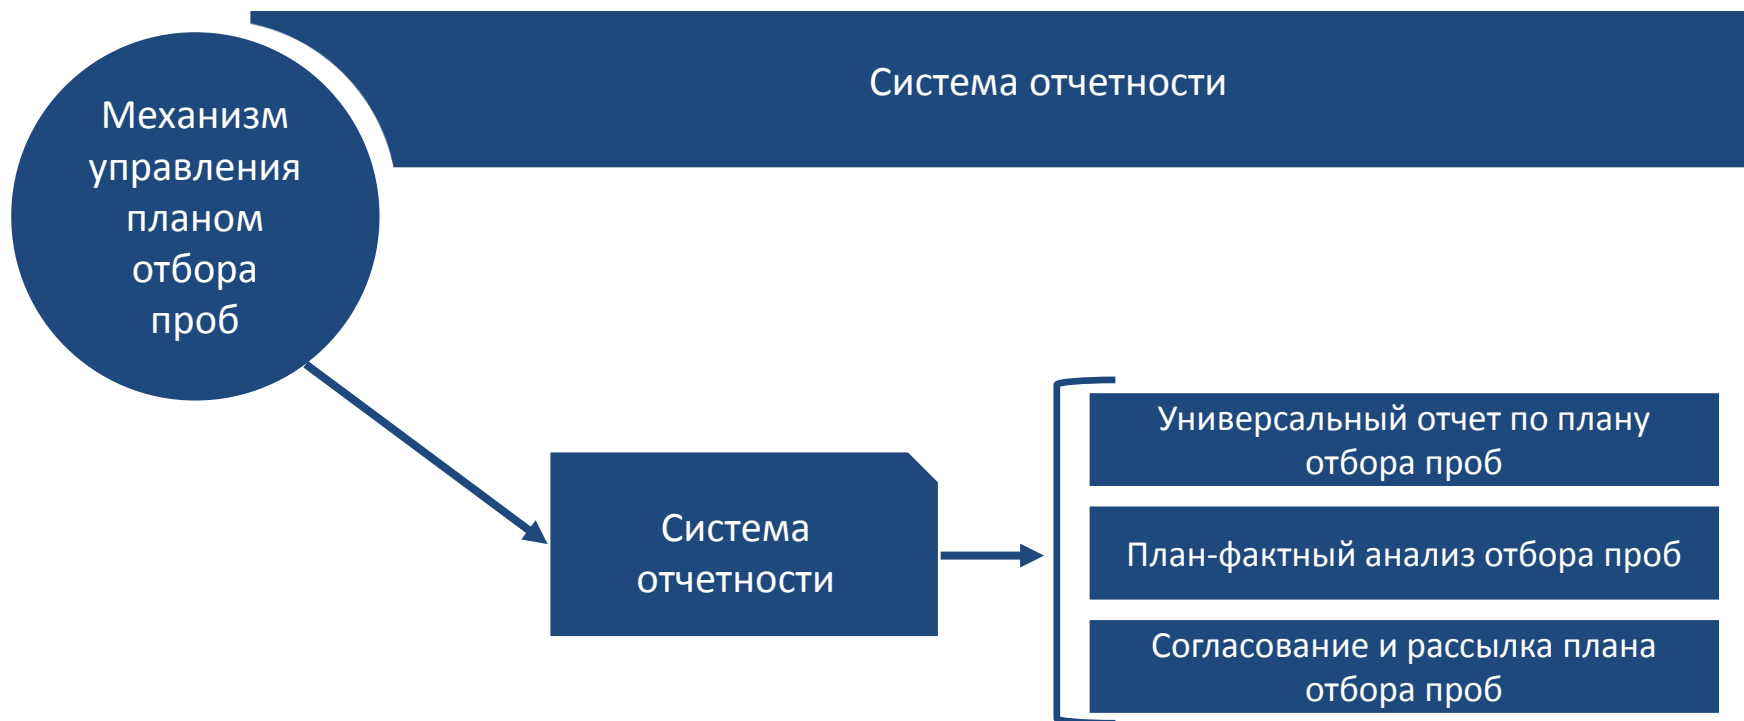 Система отчетности
Механизм
управления
планом
отбора
проб
Система
отчетности
Универсальный отчет по плану
отбора проб
План-фактный анализ отбора проб
Согласование и рассылка плана
отбора проб